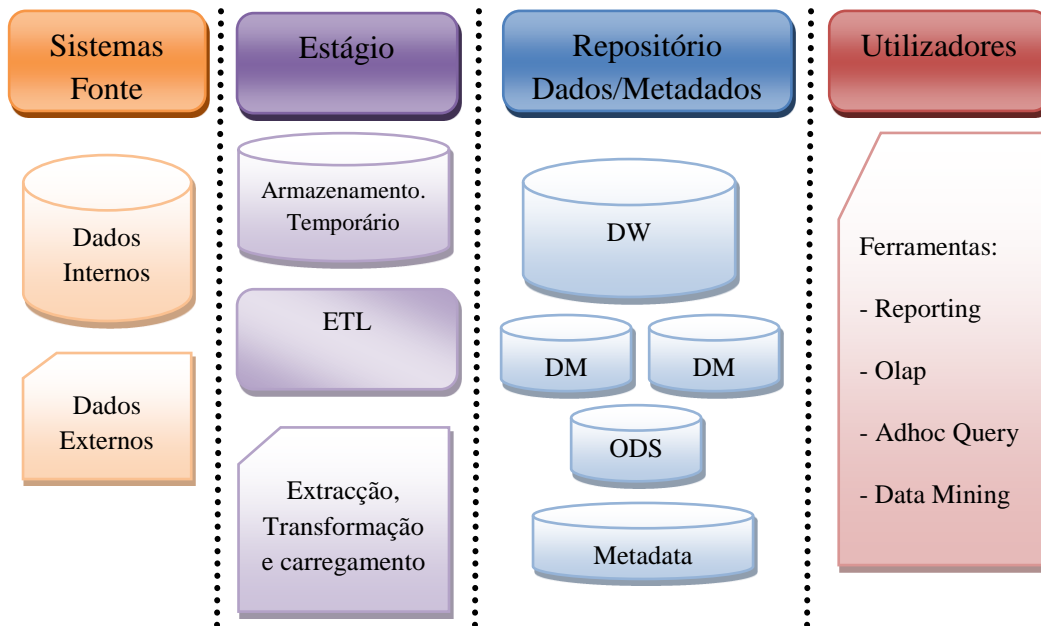 Sistemas
Fonte
Estágio
Repositório
Dados/Metadados
Utilizadores
Dados
Internos
Dados
Externos
Armazenamento.
Temporário
ETL
Extracção,
Transformação
e carregamento
DW
DM
DM
ODS
Metadata
Ferramentas:
- Reporting
- Olap
- Adhoc Query
- Data Mining